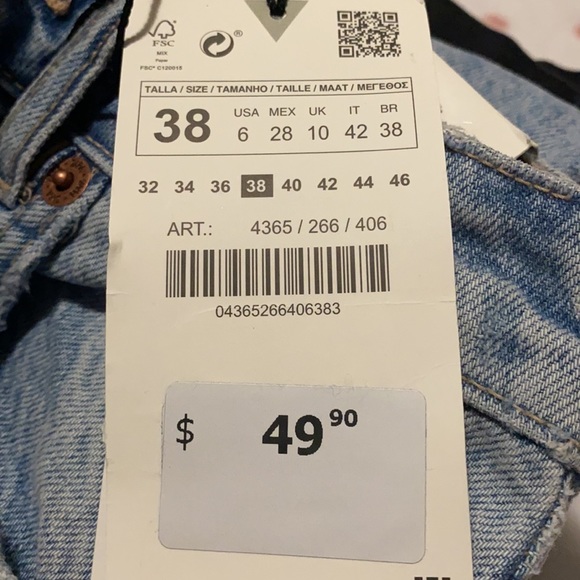 FSC
MIX
Paper
FSC® C120015
®
TALLA / SIZE / TAMANHO / TAILLE / MAAT / ΜΕΓΕΘΟΣ
38
USA MEX UK IT BR
6 28 10 42 38
32 34 36 38 40 42 44 46
ART.: 4365 / 266 / 406
04365266406383
$ 49 90